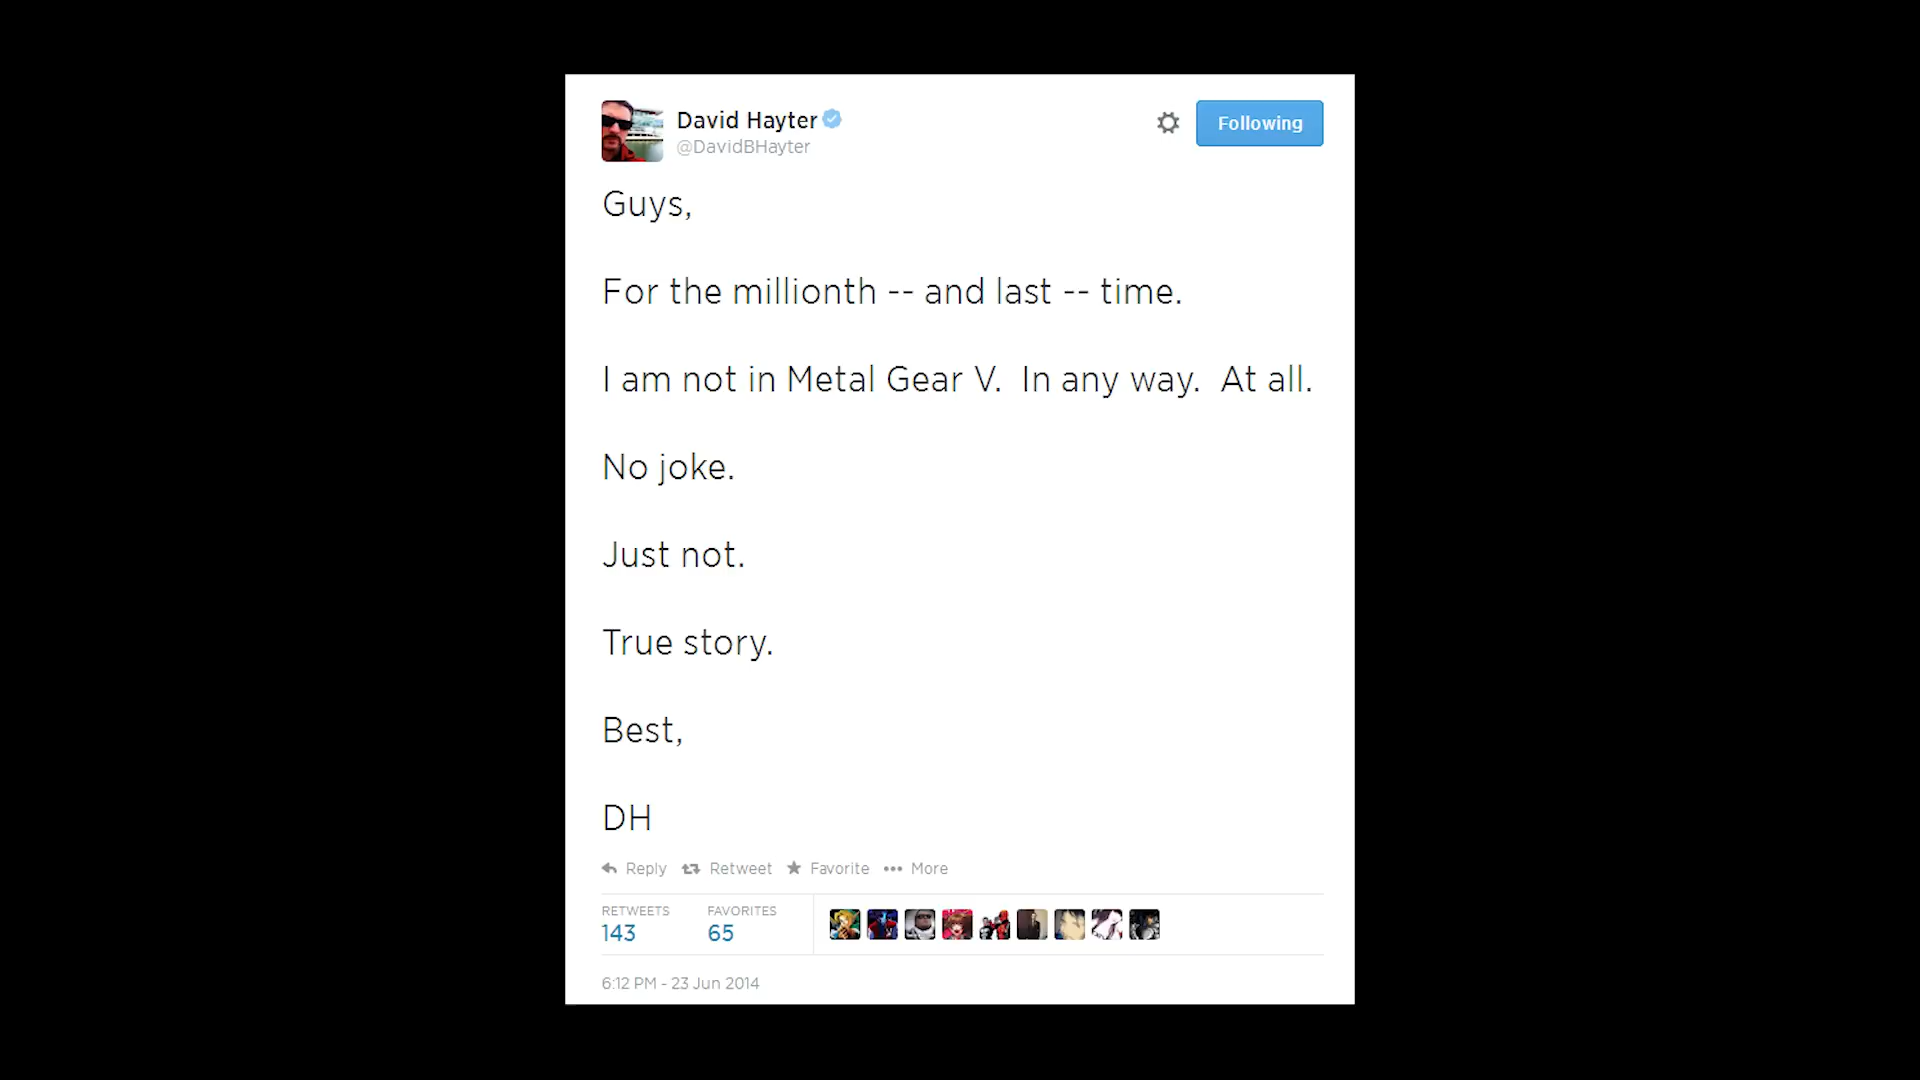 David Hayter
@DavidBHayter
Following
Guys,
For the millionth -- and last -- time.
I am not in Metal Gear V.  In any way.  At all.
No joke.
Just not.
True story.
Best,
DH
Reply Retweet Favorite More
RETWEETS FAVORITES
143 65
6:12 PM - 23 Jun 2014